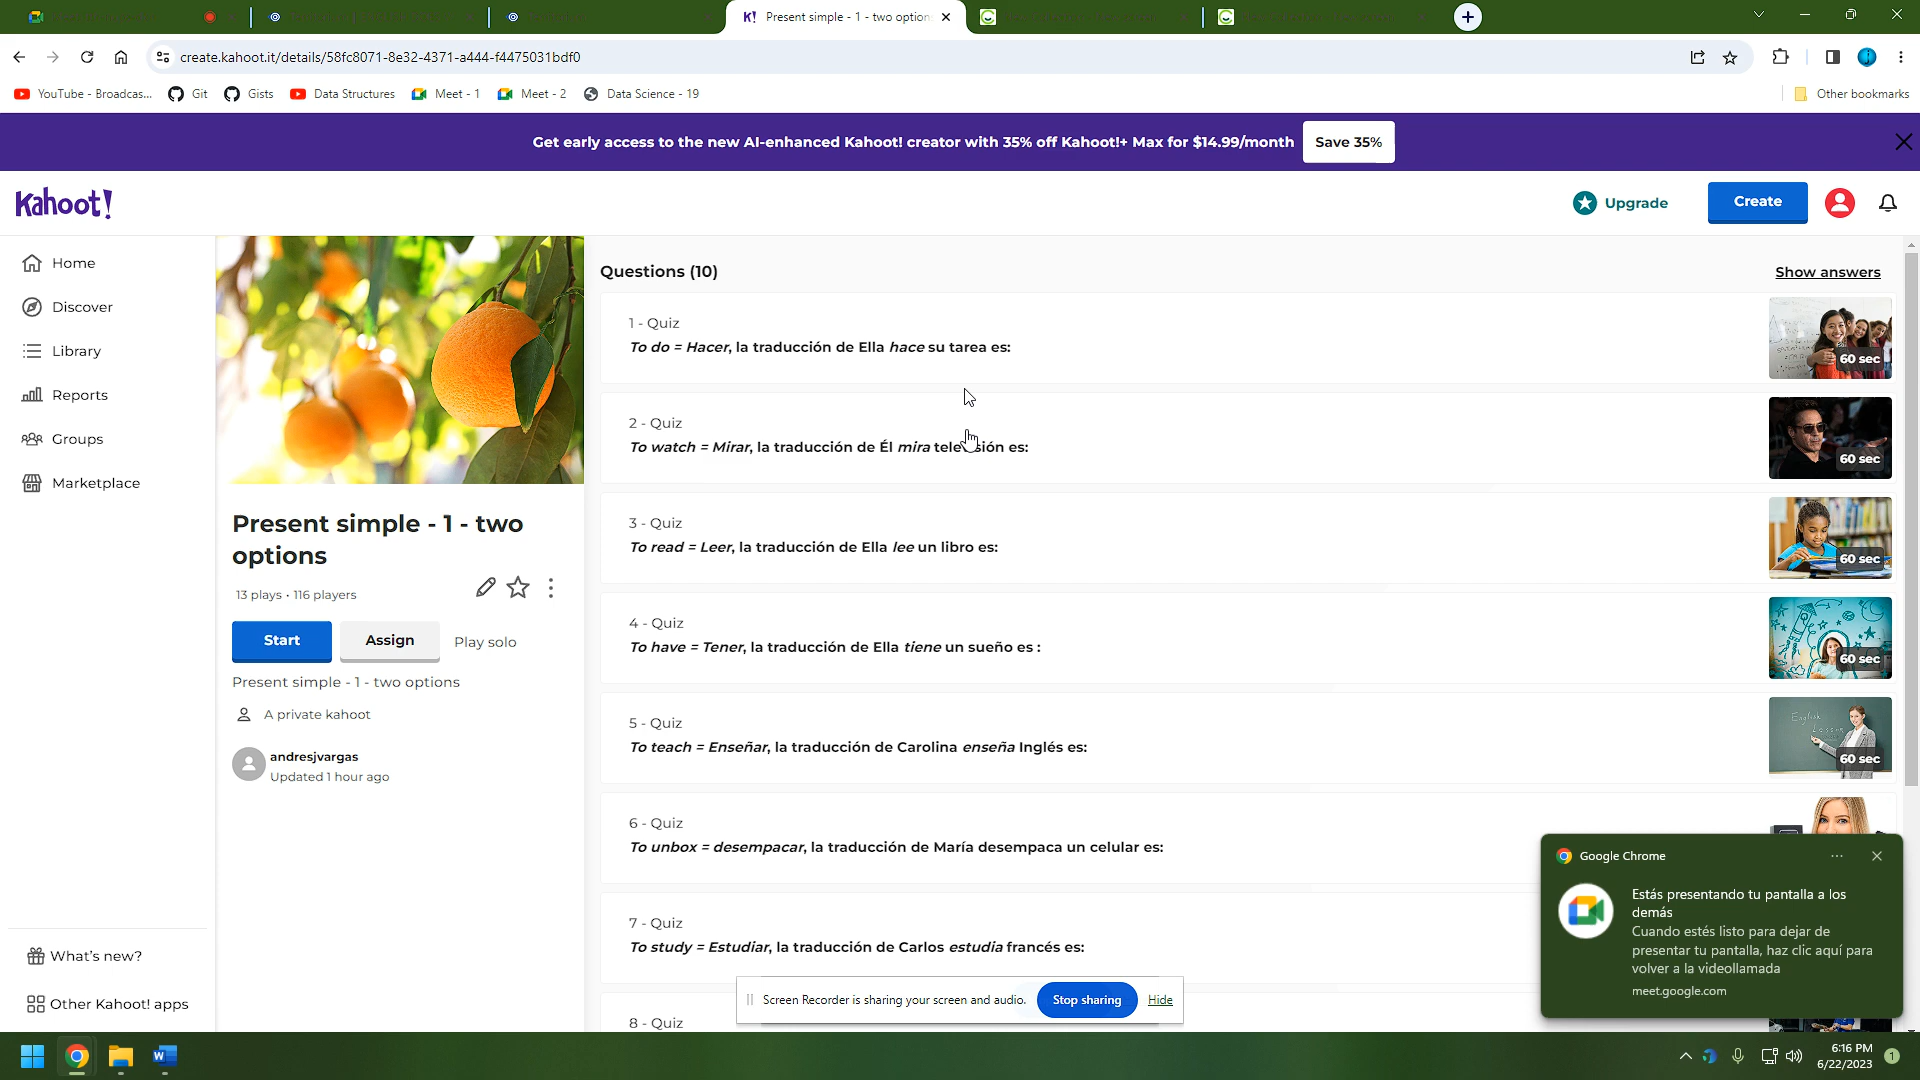 Present simple - 1 - two option
create.kahoot.it/details/58fc8071-8e32-4371-a444-f4475031bdf0
YouTube - Broadcas...
Git
Gists
Data Structures
Meet - 1
Meet - 2
Data Science - 19
Other bookmarks
Get early access to the new AI-enhanced Kahoot! creator with 35% off Kahoot!+ Max for $14.99/month
Save 35%
Kahoot!
Upgrade
Create
Home
Discover
Library
Reports
Groups
Marketplace
What's new?
Other Kahoot! apps
Present simple - 1 - two
options
13 plays • 116 players
Start
Assign
Play solo
Present simple - 1 - two options
A private kahoot
andresjvargas
Updated 1 hour ago
Questions (10)
Show answers
1 - Quiz
To do = Hacer, la traducción de Ella hace su tarea es:
60 sec
2 - Quiz
To watch = Mirar, la traducción de Él mira televisión es:
60 sec
3 - Quiz
To read = Leer, la traducción de Ella lee un libro es:
60 sec
4 - Quiz
To have = Tener, la traducción de Ella tiene un sueño es :
60 sec
5 - Quiz
To teach = Enseñar, la traducción de Carolina enseña Inglés es:
English
Lesson
60 sec
6 - Quiz
To unbox = desempacar, la traducción de María desempaca un celular es:
7 - Quiz
To study = Estudiar, la traducción de Carlos estudia francés es:
8 - Quiz
Screen Recorder is sharing your screen and audio.
Stop sharing
Hide
Google Chrome
Estás presentando tu pantalla a los
demás
Cuando estés listo para dejar de
presentar tu pantalla, haz clic aquí para
volver a la videollamada
meet.google.com
6:16 PM
6/22/2023
1